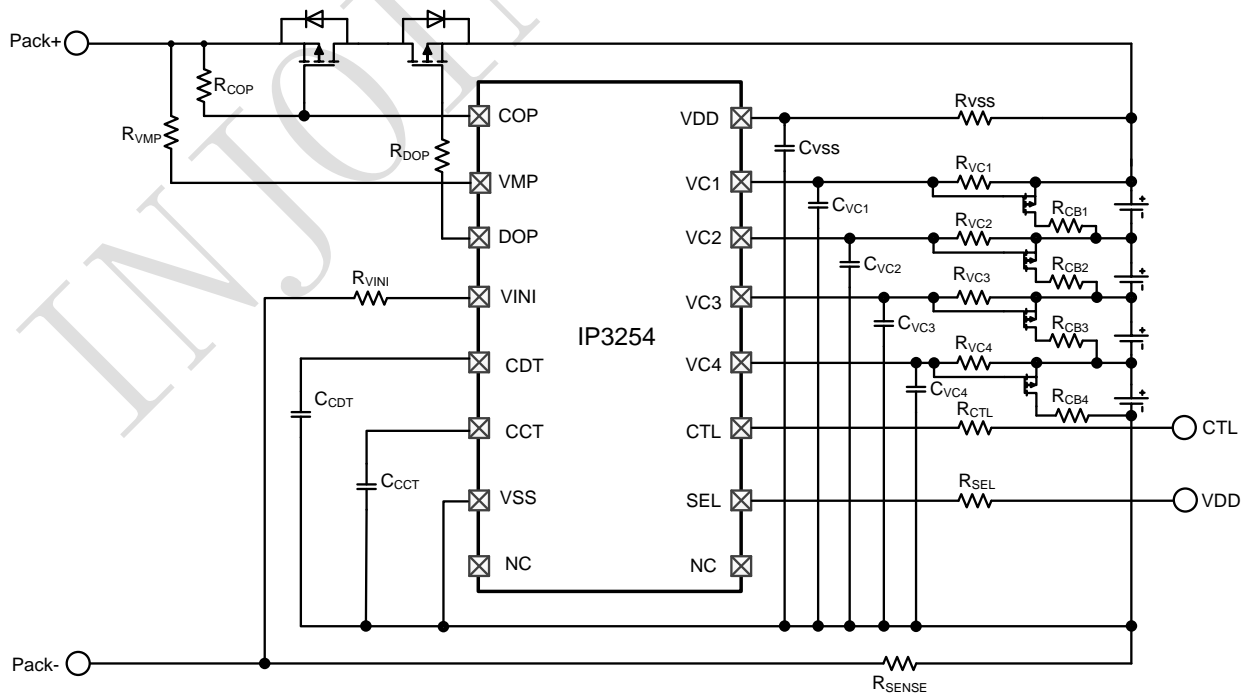 Pack+
RCOP
RVMP
RDOP
COP
VMP
DOP
VINI
CDT
CCT
VSS
NC
IP3254
VDD
VC1
VC2
VC3
VC4
CTL
SEL
NC
RVSS
CVSS
RVC1
CVC1
RCB1
RVC2
CVC2
RCB2
RVC3
CVC3
RCB3
RVC4
CVC4
RCB4
RCTL
CTL
RSEL
VDD
RVINI
CCDT
CCCT
Pack-
RSENSE